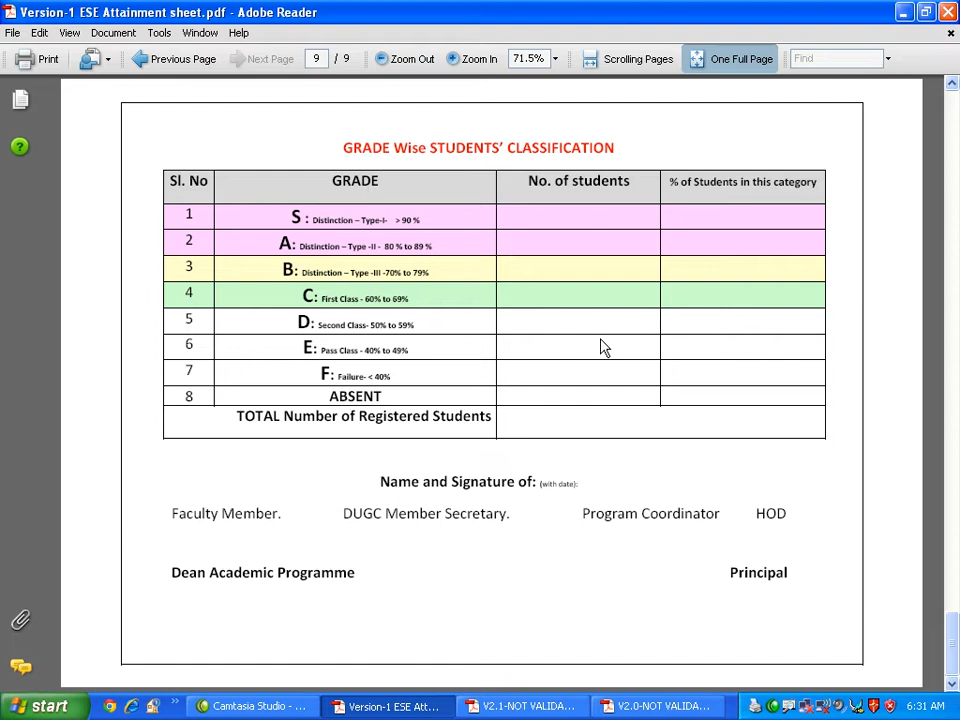 Version-1 ESE Attainment sheet.pdf - Adobe Reader
File Edit View Document Tools Window Help
Print Previous Page Next Page 9 / 9 Zoom Out Zoom In 71.5% Scrolling Pages One Full Page Find
GRADE Wise STUDENTS’ CLASSIFICATION
Sl. No GRADE No. of students % of Students in this category
1 S : Distinction – Type-I- > 90 %
2 A: Distinction – Type -II - 80 % to 89 %
3 B: Distinction – Type -III -70% to 79%
4 C: First Class - 60% to 69%
5 D: Second Class- 50% to 59%
6 E: Pass Class - 40% to 49%
7 F: Failure- < 40%
8 ABSENT
TOTAL Number of Registered Students
Name and Signature of: (with date):
Faculty Member. DUGC Member Secretary. Program Coordinator HOD
Dean Academic Programme Principal
start Camtasia Studio - ... Version-1 ESE Att... V2.1-NOT VALIDA... V2.0-NOT VALIDA... 6:31 AM